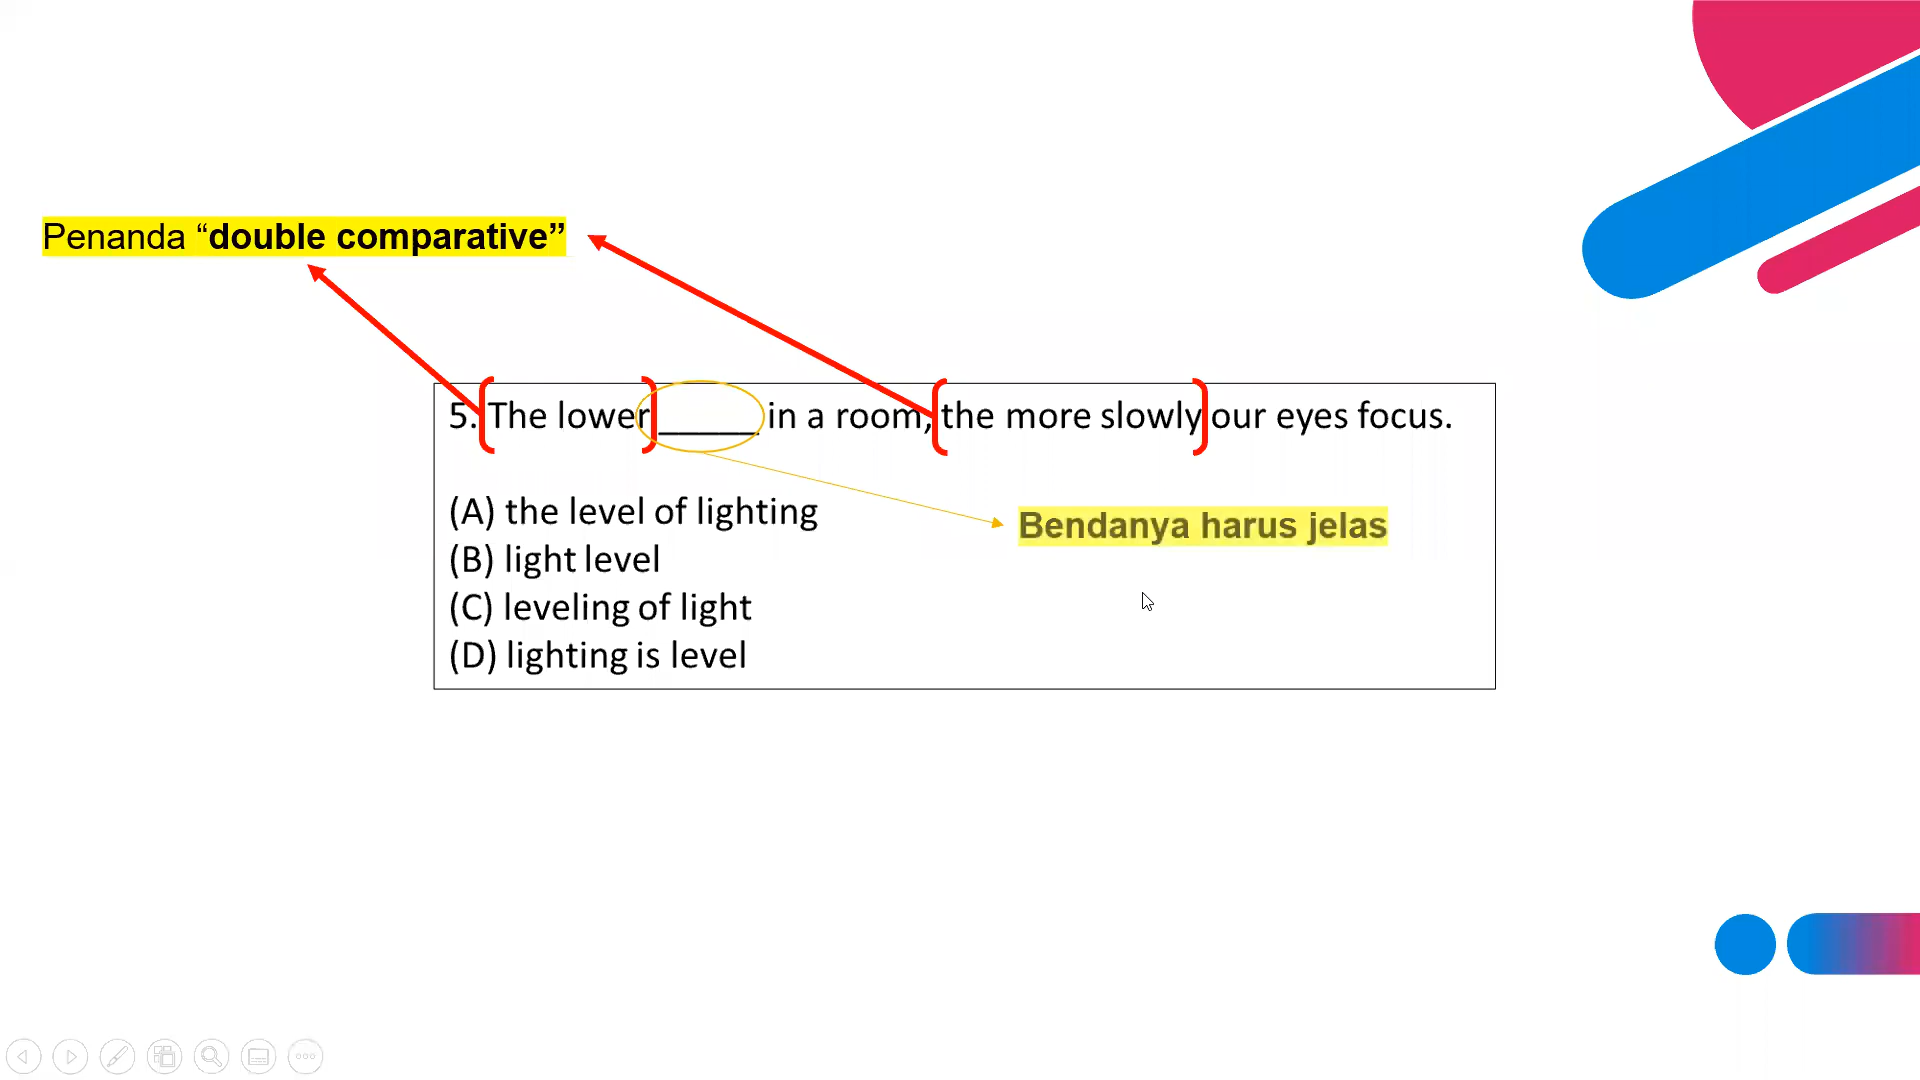 Penanda “double comparative”
5. The lower ______ in a room, the more slowly our eyes focus.
(A) the level of lighting
Bendanya harus jelas
(B) light level
(C) leveling of light
(D) lighting is level